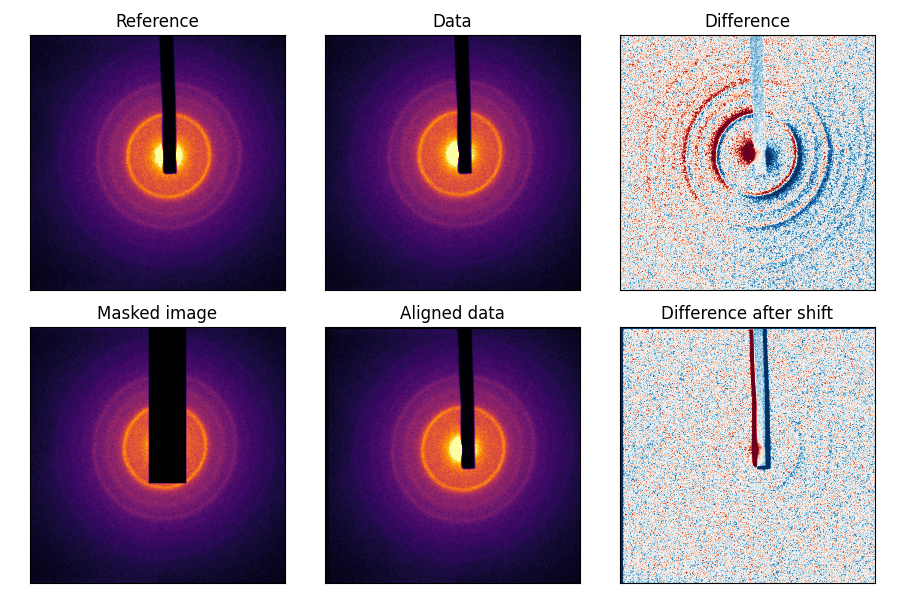 Reference
Data
Difference
Masked image
Aligned data
Difference after shift